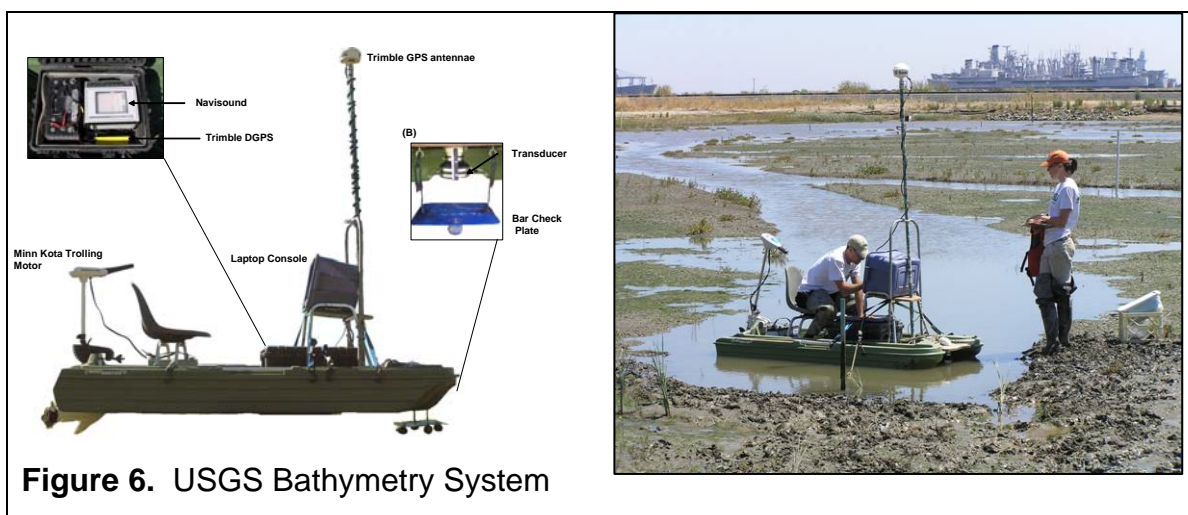 Trimble GPS antennae
Navisound
Trimble DGPS
(B)
Transducer
Bar Check
Plate
Minn Kota Trolling
Motor
Laptop Console
Figure 6. USGS Bathymetry System